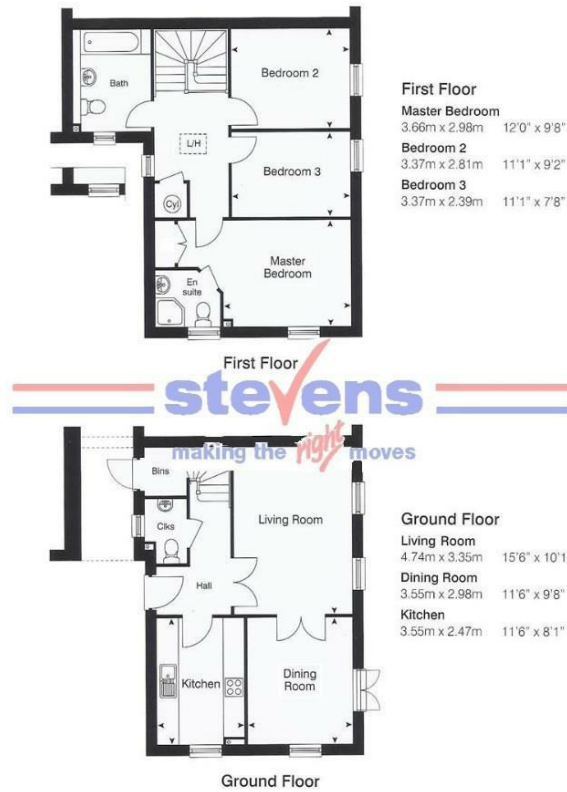 Bath
Bedroom 2
L/H
Bedroom 3
Cyl
Master
Bedroom
En
suite
First Floor
First Floor
Master Bedroom
3.66m x 2.98m 12'0" x 9'8"
Bedroom 2
3.37m x 2.81m 11'1" x 9'2"
Bedroom 3
3.37m x 2.39m 11'1" x 7'8"
stevens
making the right moves
Bins
Clks
Living Room
Hall
Kitchen
Dining
Room
Ground Floor
Ground Floor
Living Room
4.74m x 3.35m 15'6" x 10'1
Dining Room
3.55m x 2.98m 11'6" x 9'8"
Kitchen
3.55m x 2.47m 11'6" x 8'1"